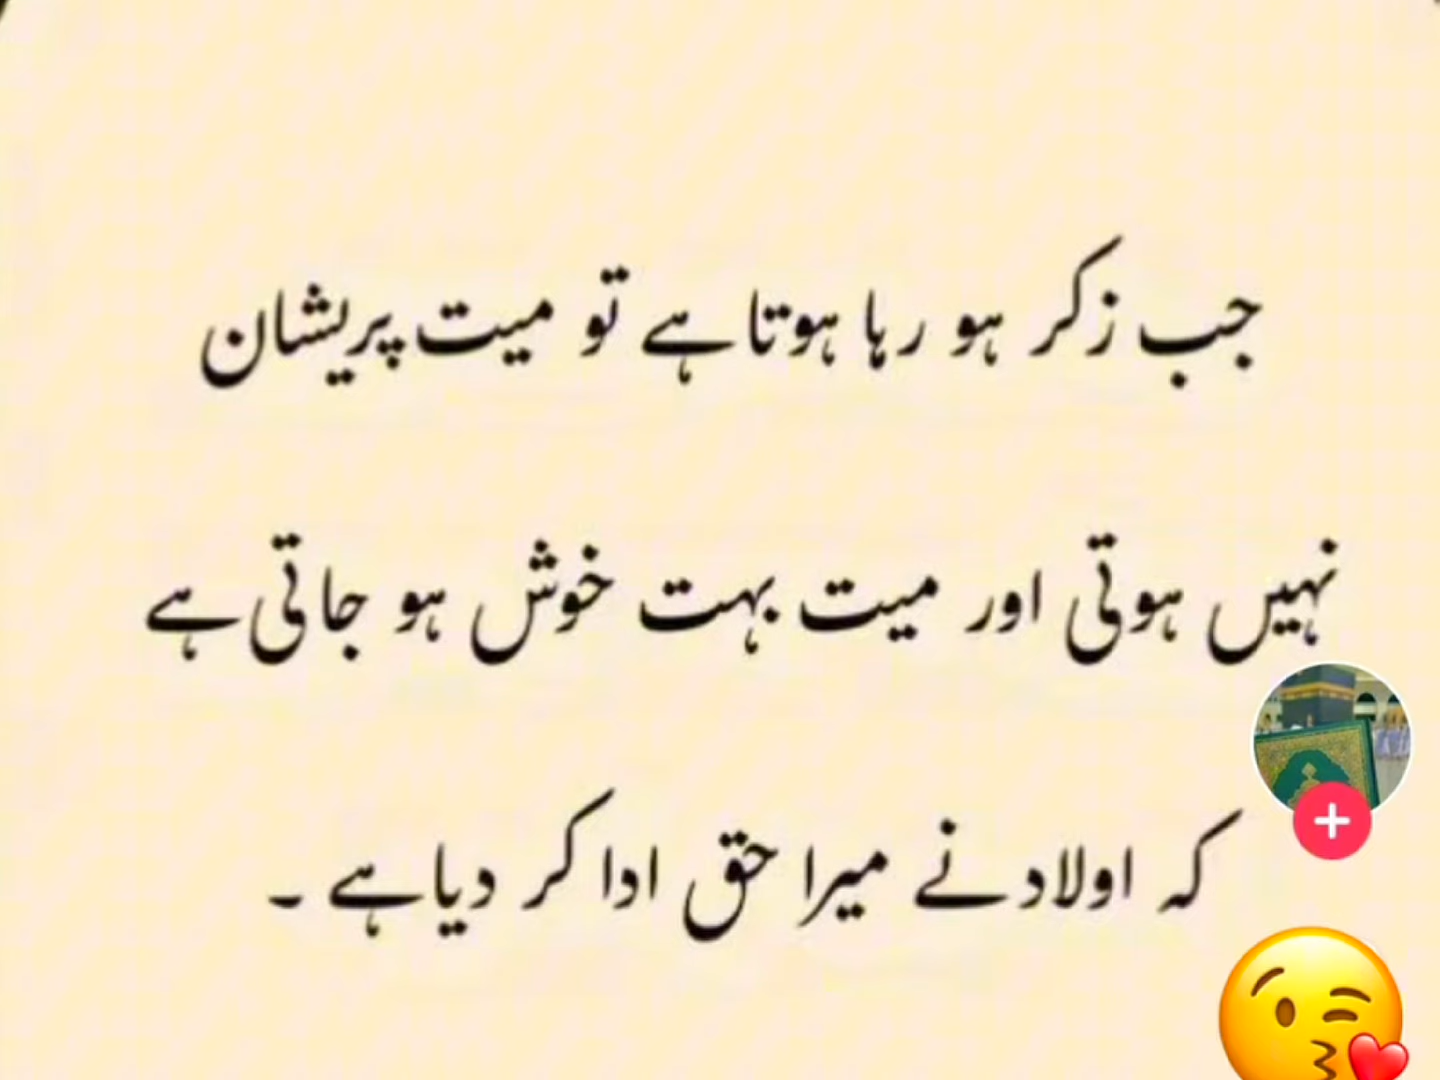 جب زکر ہو رہا ہوتا ہے تو میت پریشان
نہیں ہوتی اور میت بہت خوش ہو جاتی ہے
کہ اولاد نے میرا حق ادا کر دیا ہے ۔